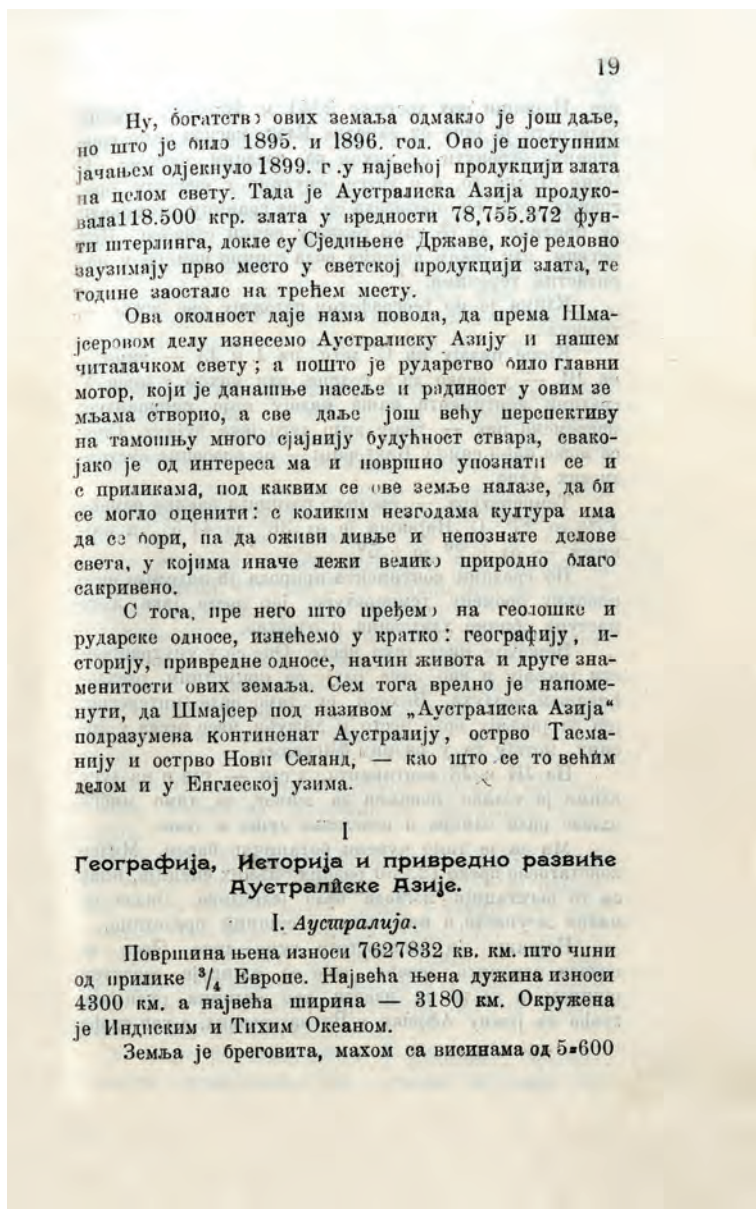 19
Ну, богатство ових земаља одмакло је још даље,
но што је било 1895. и 1896. год. Оно је поступним
јачањем одјекнуло 1899. г .у највећој продукцији злата
на целом свету. Тада је Аустралиска Азија продуко-
вала118.500 кгр. злата у вредности 78,755.372 фун-
ти штерлинга, докле су Сједињене Државе, које редовно
заузимају прво место у светској продукцији злата, те
године заостале на трећем месту.
Ова околност даје нама повода, да према Шма-
јсеровом делу изнесемо Аустралиску Азију и нашем
читалачком свету ; а пошто је рударство било главни
мотор, који је данашње насеље и радиност у овим зе
мљама створио, а све даље још већу перспективу
на тамошњу много сјајнију будућност ствара, свако-
јако је од интереса ма и површно упознати се и
с приликама, под каквим се ове земље налазе, да би
се могло оценити: с коликим незгодама култура има
да се бори, па да оживи дивље и непознате делове
света, у којима иначе лежи велико природно благо
сакривено.
С тога, пре него што пређемо на геолошке и
рударске односе, изнећемо у кратко: географију, и-
сторију, привредне односе, начин живота и друге зна-
менитости ових земаља. Сем тога вредно је напоме-
нути, да Шмајсер под називом „Аустралиска Азија“
подразумева континенат Аустралију, острво Тасма-
нију и острво Нови Селанд, — као што се то већим
делом и у Енглеској узима.
I
Географија, Историја и привредно развиће
Аустралиске Азије.
I. Аустралија.
Површина њена износи 7627832 кв. км. што чини
од прилике ³/₄ Европе. Највећа њена дужина износи
4300 км. а највећа ширина — 3180 км. Окружена
је Индиским и Тихим Океаном.
Земља је бреговита, махом са висинама од 5-600